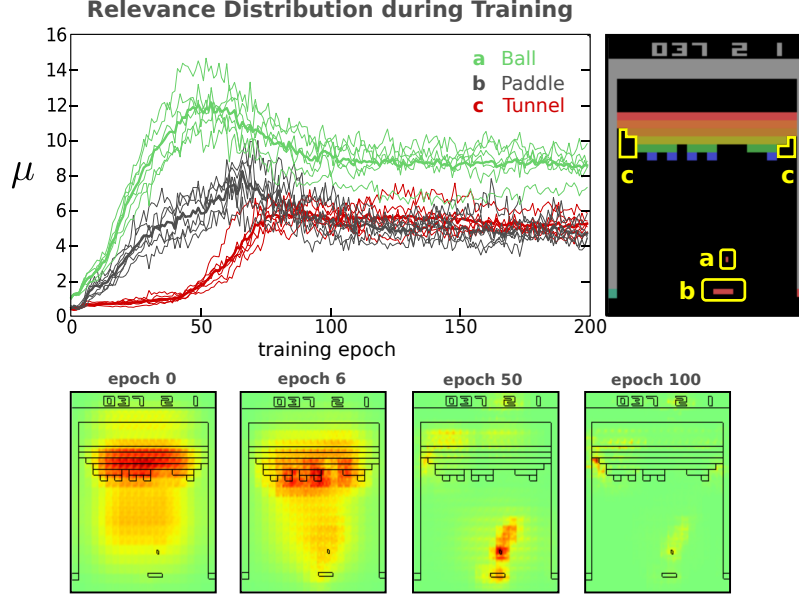 Relevance Distribution during Training
16
14
12
10
8
6
4
2
0
μ
a Ball
b Paddle
c Tunnel
0 50 100 150 200
training epoch
037 2 1
c c
a
b
epoch 0 epoch 6 epoch 50 epoch 100
037 2 1 037 2 1 037 2 1 037 2 1